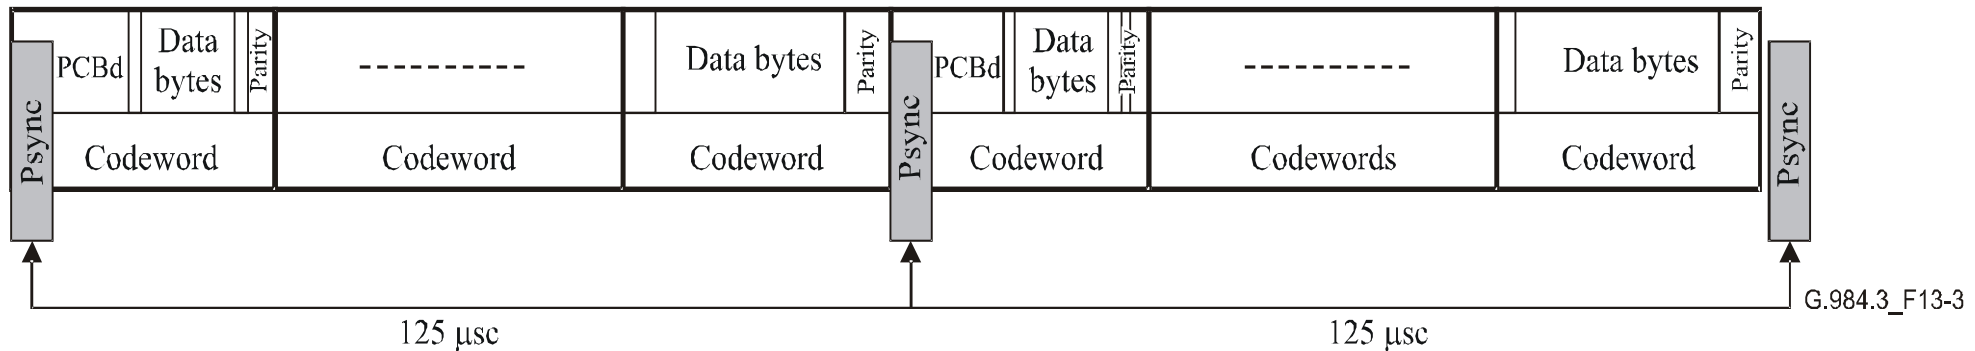 PCBd Data bytes Parity ---------- Data bytes Parity PCBd Data bytes Parity ---------- Data bytes Parity
Psync Codeword Codeword Codeword Psync Codeword Codewords Codeword Psync
G.984.3_F13-3
125 μsc 125 μsc